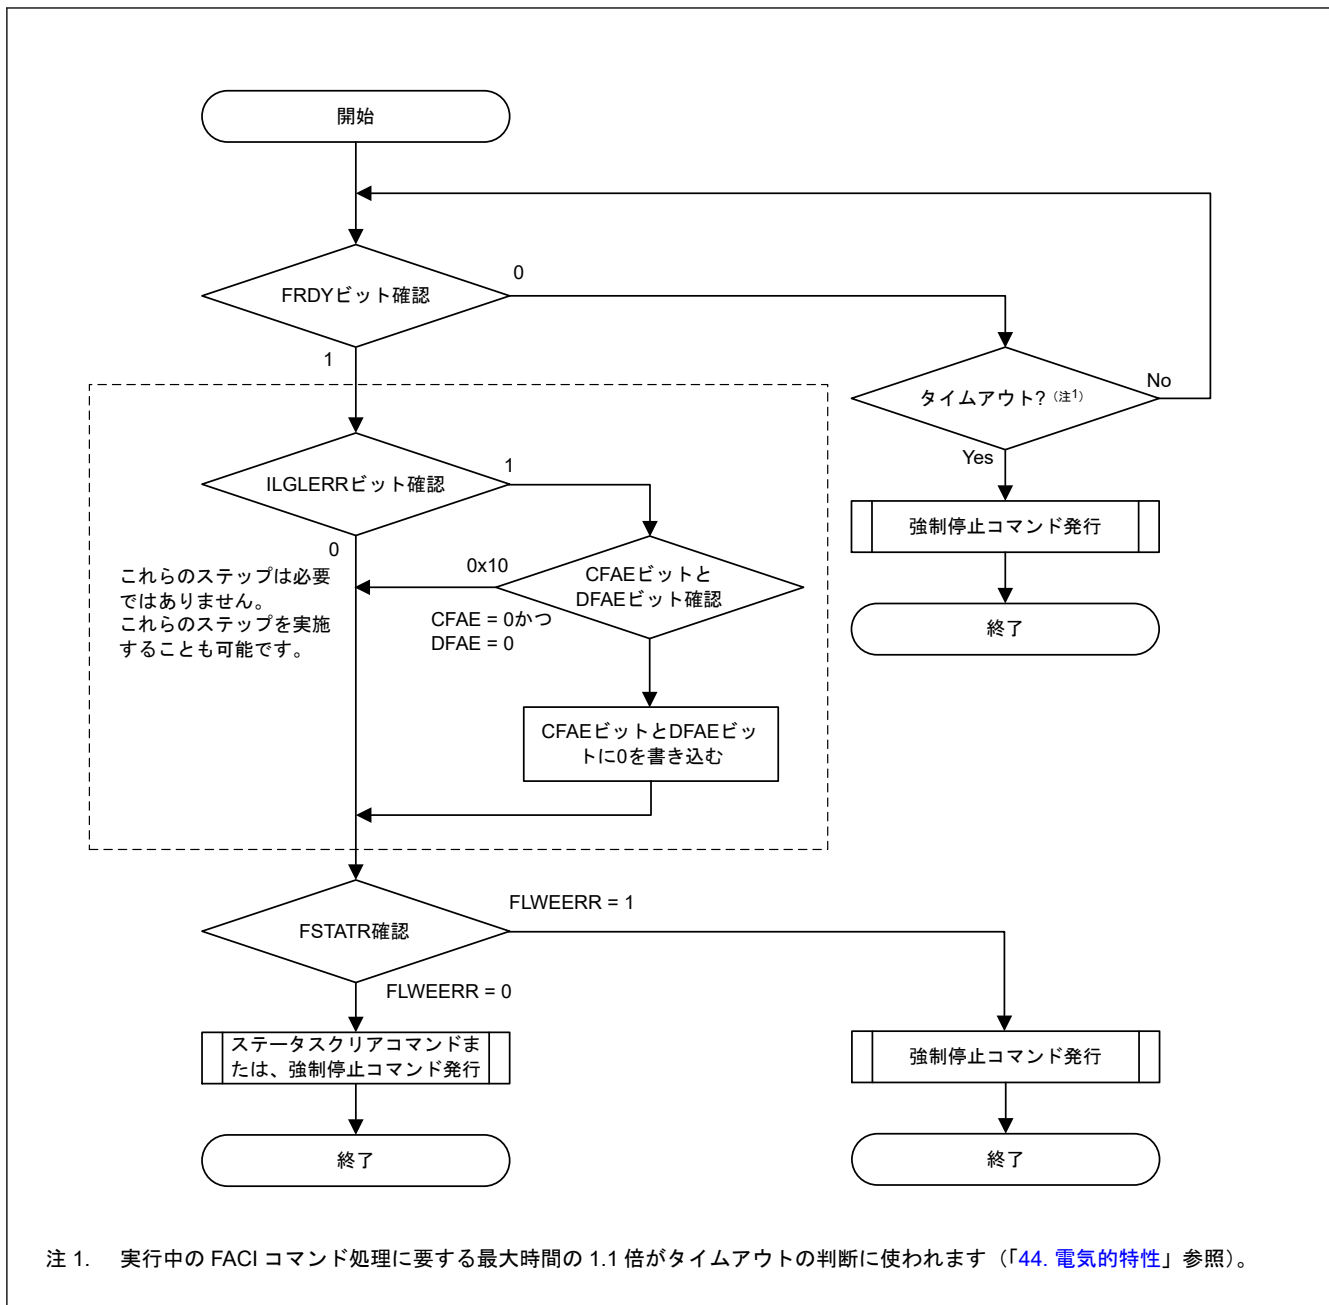 開始
FRDYビット確認
0
1
タイムアウト? (注1)
No
Yes
強制停止コマンド発行
終了
ILGLERRビット確認
1
0
これらのステップは必要
ではありません。
これらのステップを実施
することも可能です。
0x10
CFAE = 0かつ
DFAE = 0
CFAEビットと
DFAEビット確認
CFAEビットとDFAEビッ
トに0を書き込む
FSTATR確認
FLWEERR = 1
FLWEERR = 0
ステータスクリアコマンドま
たは、強制停止コマンド発行
強制停止コマンド発行
終了
終了
注 1. 実行中の FACI コマンド処理に要する最大時間の 1.1 倍がタイムアウトの判断に使われます（「44. 電気的特性」参照）。